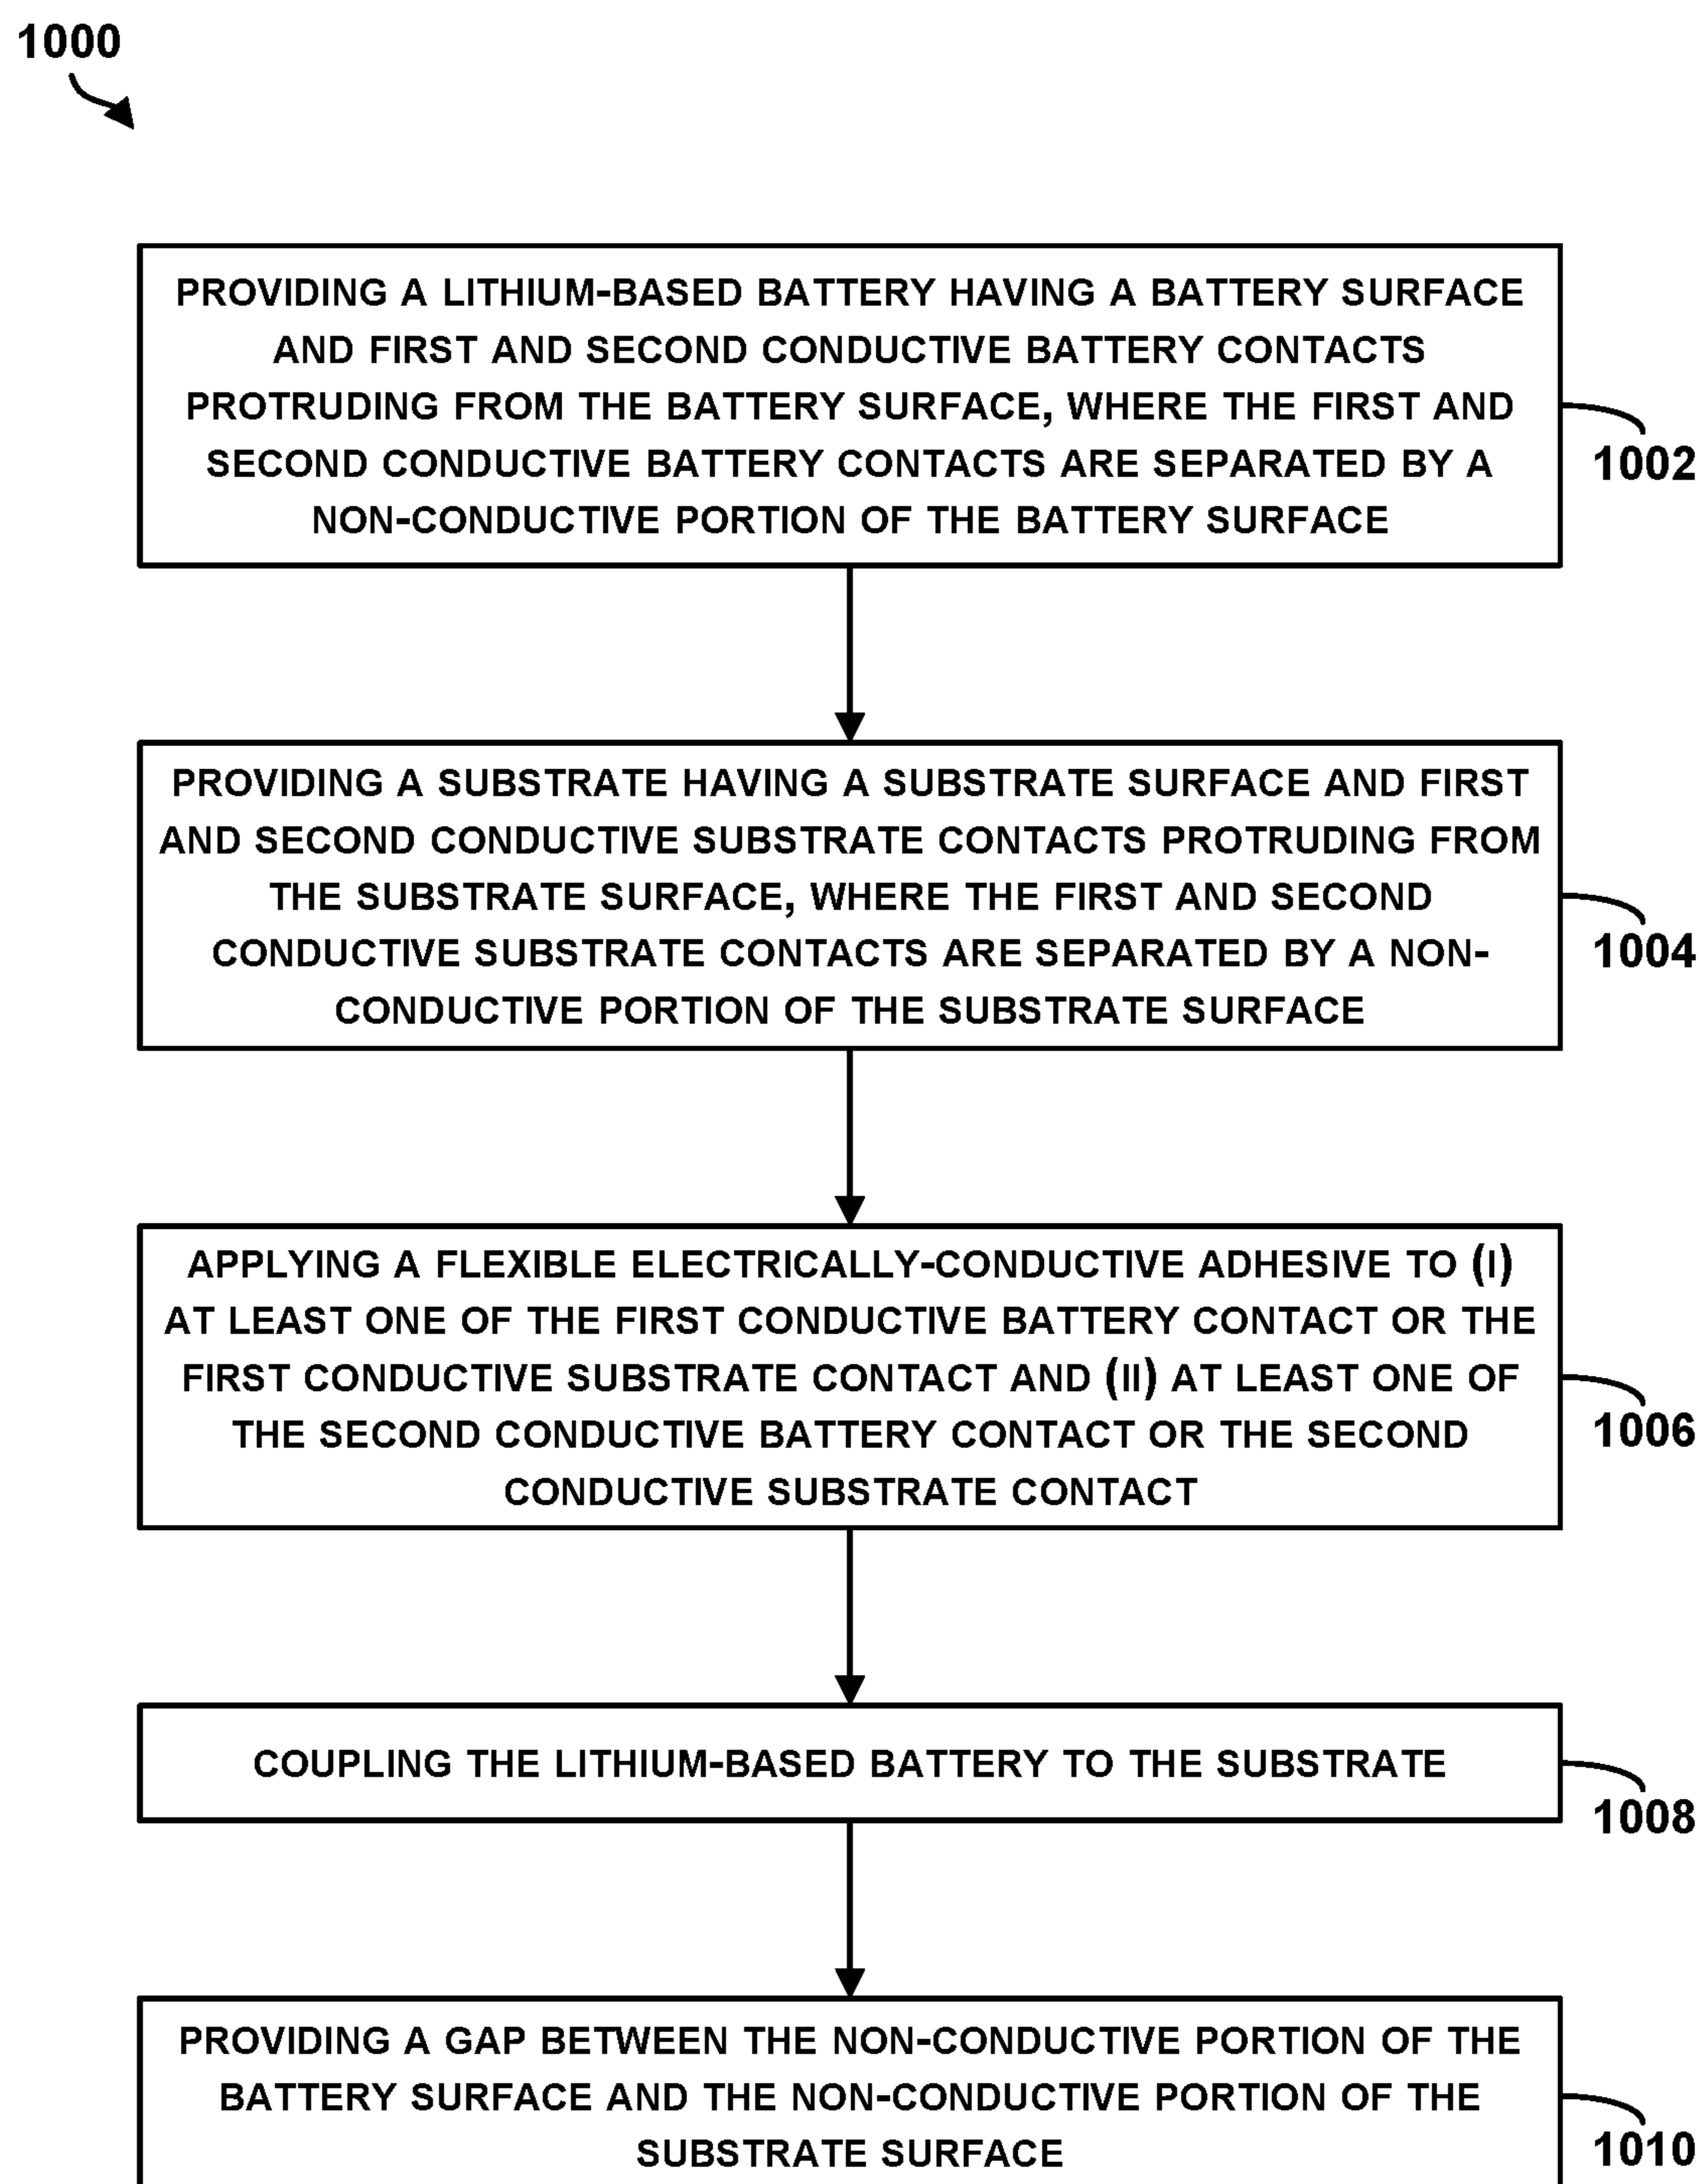 1000
PROVIDING A LITHIUM-BASED BATTERY HAVING A BATTERY SURFACE
AND FIRST AND SECOND CONDUCTIVE BATTERY CONTACTS
PROTRUDING FROM THE BATTERY SURFACE, WHERE THE FIRST AND
SECOND CONDUCTIVE BATTERY CONTACTS ARE SEPARATED BY A
NON-CONDUCTIVE PORTION OF THE BATTERY SURFACE
1002
PROVIDING A SUBSTRATE HAVING A SUBSTRATE SURFACE AND FIRST
AND SECOND CONDUCTIVE SUBSTRATE CONTACTS PROTRUDING FROM
THE SUBSTRATE SURFACE, WHERE THE FIRST AND SECOND
CONDUCTIVE SUBSTRATE CONTACTS ARE SEPARATED BY A NON-
CONDUCTIVE PORTION OF THE SUBSTRATE SURFACE
1004
APPLYING A FLEXIBLE ELECTRICALLY-CONDUCTIVE ADHESIVE TO (I)
AT LEAST ONE OF THE FIRST CONDUCTIVE BATTERY CONTACT OR THE
FIRST CONDUCTIVE SUBSTRATE CONTACT AND (II) AT LEAST ONE OF
THE SECOND CONDUCTIVE BATTERY CONTACT OR THE SECOND
CONDUCTIVE SUBSTRATE CONTACT
1006
COUPLING THE LITHIUM-BASED BATTERY TO THE SUBSTRATE
1008
PROVIDING A GAP BETWEEN THE NON-CONDUCTIVE PORTION OF THE
BATTERY SURFACE AND THE NON-CONDUCTIVE PORTION OF THE
SUBSTRATE SURFACE
1010